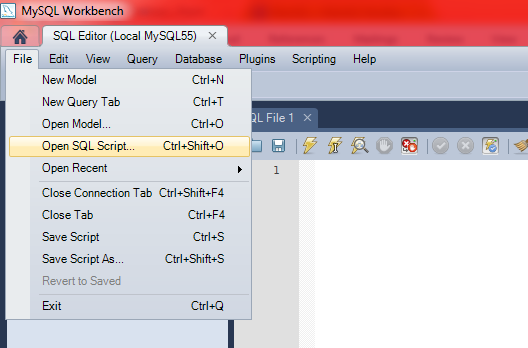 MySQL Workbench
SQL Editor (Local MySQL55)
File Edit View Query Database Plugins Scripting Help
New Model Ctrl+N
New Query Tab Ctrl+T
Open Model... Ctrl+O
Open SQL Script... Ctrl+Shift+O
Open Recent
Close Connection Tab Ctrl+Shift+F4
Close Tab Ctrl+F4
Save Script Ctrl+S
Save Script As... Ctrl+Shift+S
Revert to Saved
Exit Ctrl+Q
QL File 1
1